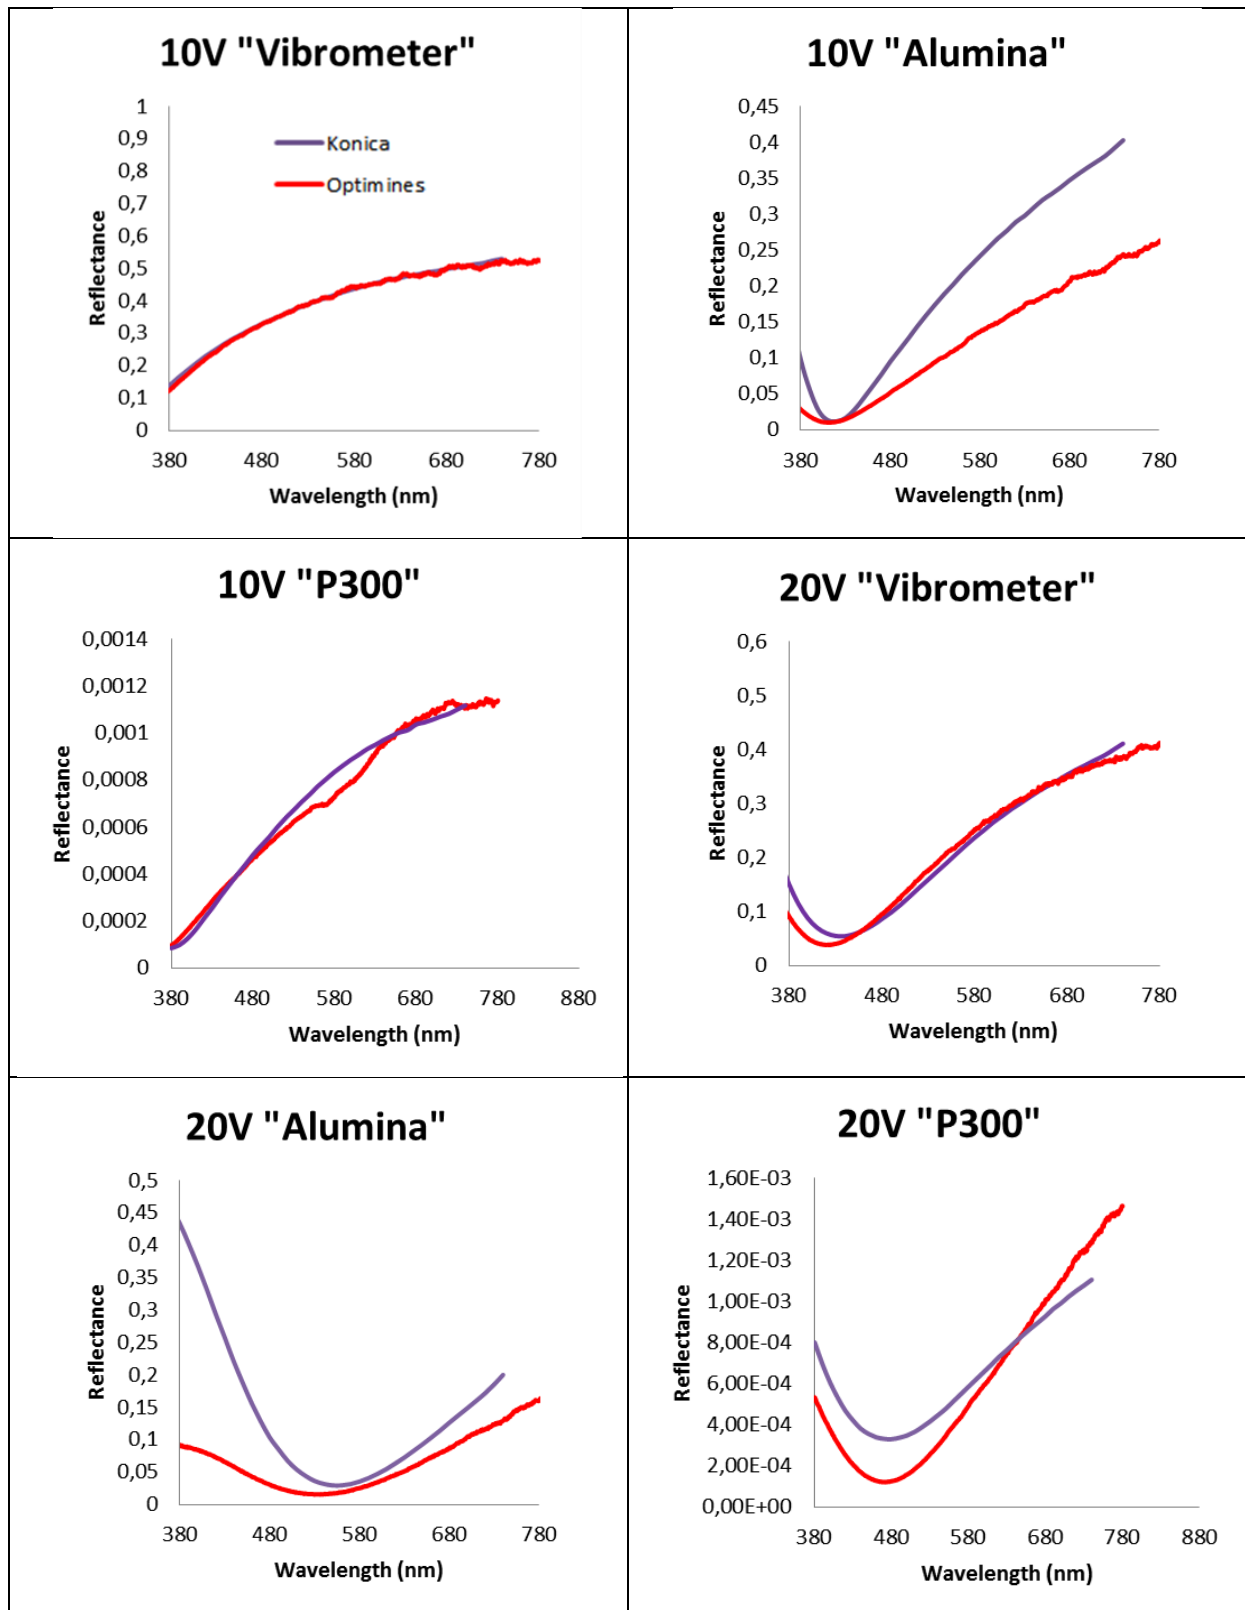 10V "Vibrometer"
1
0,9
0,8
0,7
0,6
0,5
0,4
0,3
0,2
0,1
0
Reflectance
Konica
Optimines
380 480 580 680 780
Wavelength (nm)
10V "Alumina"
0,45
0,4
0,35
0,3
0,25
0,2
0,15
0,1
0,05
0
Reflectance
380 480 580 680 780
Wavelength (nm)
10V "P300"
0,0014
0,0012
0,001
0,0008
0,0006
0,0004
0,0002
0
Reflectance
380 480 580 680 780 880
Wavelength (nm)
20V "Vibrometer"
0,6
0,5
0,4
0,3
0,2
0,1
0
Reflectance
380 480 580 680 780
Wavelength (nm)
20V "Alumina"
0,5
0,45
0,4
0,35
0,3
0,25
0,2
0,15
0,1
0,05
0
Reflectance
380 480 580 680 780
Wavelength (nm)
20V "P300"
1,60E-03
1,40E-03
1,20E-03
1,00E-03
8,00E-04
6,00E-04
4,00E-04
2,00E-04
0,00E+00
Reflectance
380 480 580 680 780 880
Wavelength (nm)